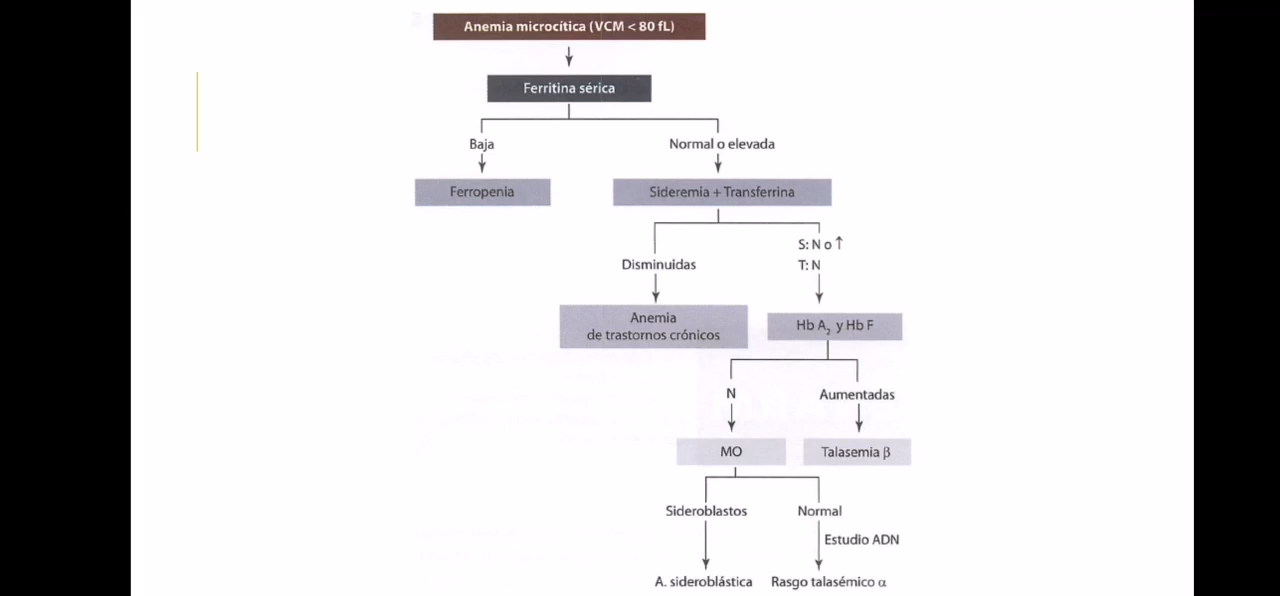 Anemia microcítica (VCM < 80 fL)
Ferritina sérica
Baja
Normal o elevada
Ferropenia
Sideremia + Transferrina
S: N o ↑
Disminuidas
T: N
Anemia
de trastornos crónicos
Hb A₂ y Hb F
N
Aumentadas
MO
Talasemia β
Sideroblastos
Normal
Estudio ADN
A. sideroblástica
Rasgo talasémico α